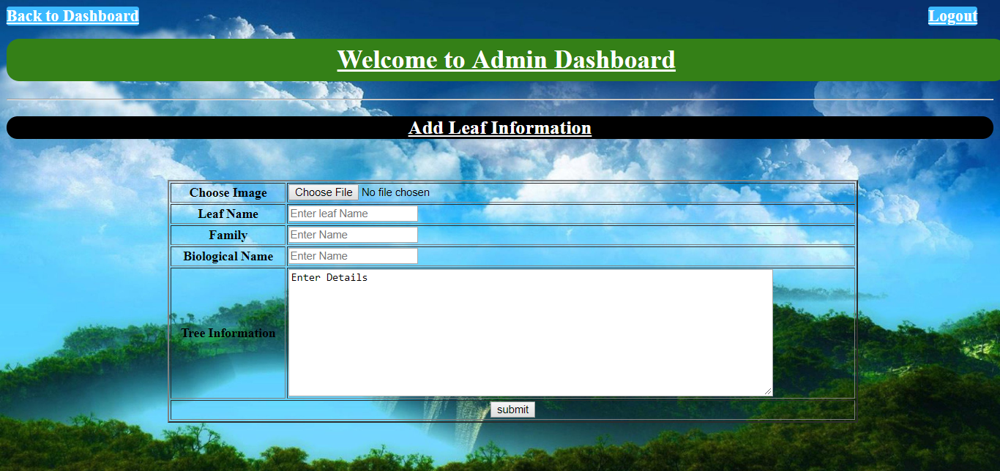 Back to Dashboard Logout
Welcome to Admin Dashboard
Add Leaf Information
Choose Image Choose File No file chosen
Leaf Name Enter leaf Name
Family Enter Name
Biological Name Enter Name
Enter Details
Tree Information
submit